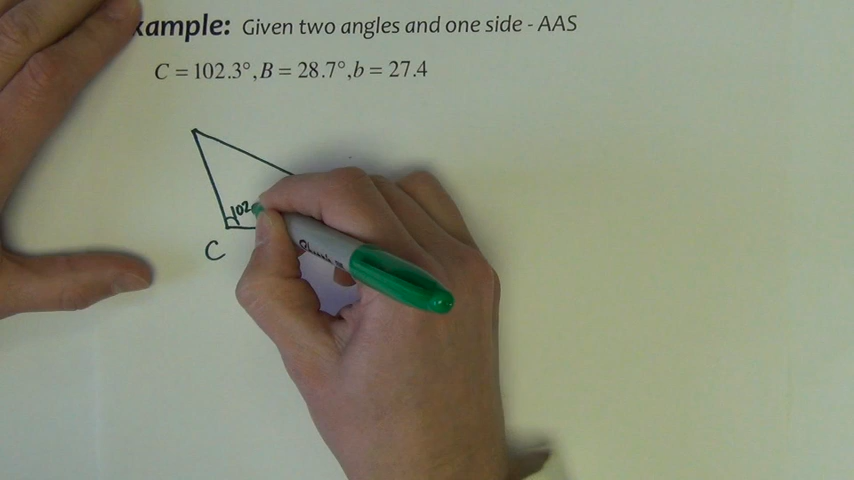 xample: Given two angles and one side - AAS
C = 102.3°, B = 28.7°, b = 27.4
102
C